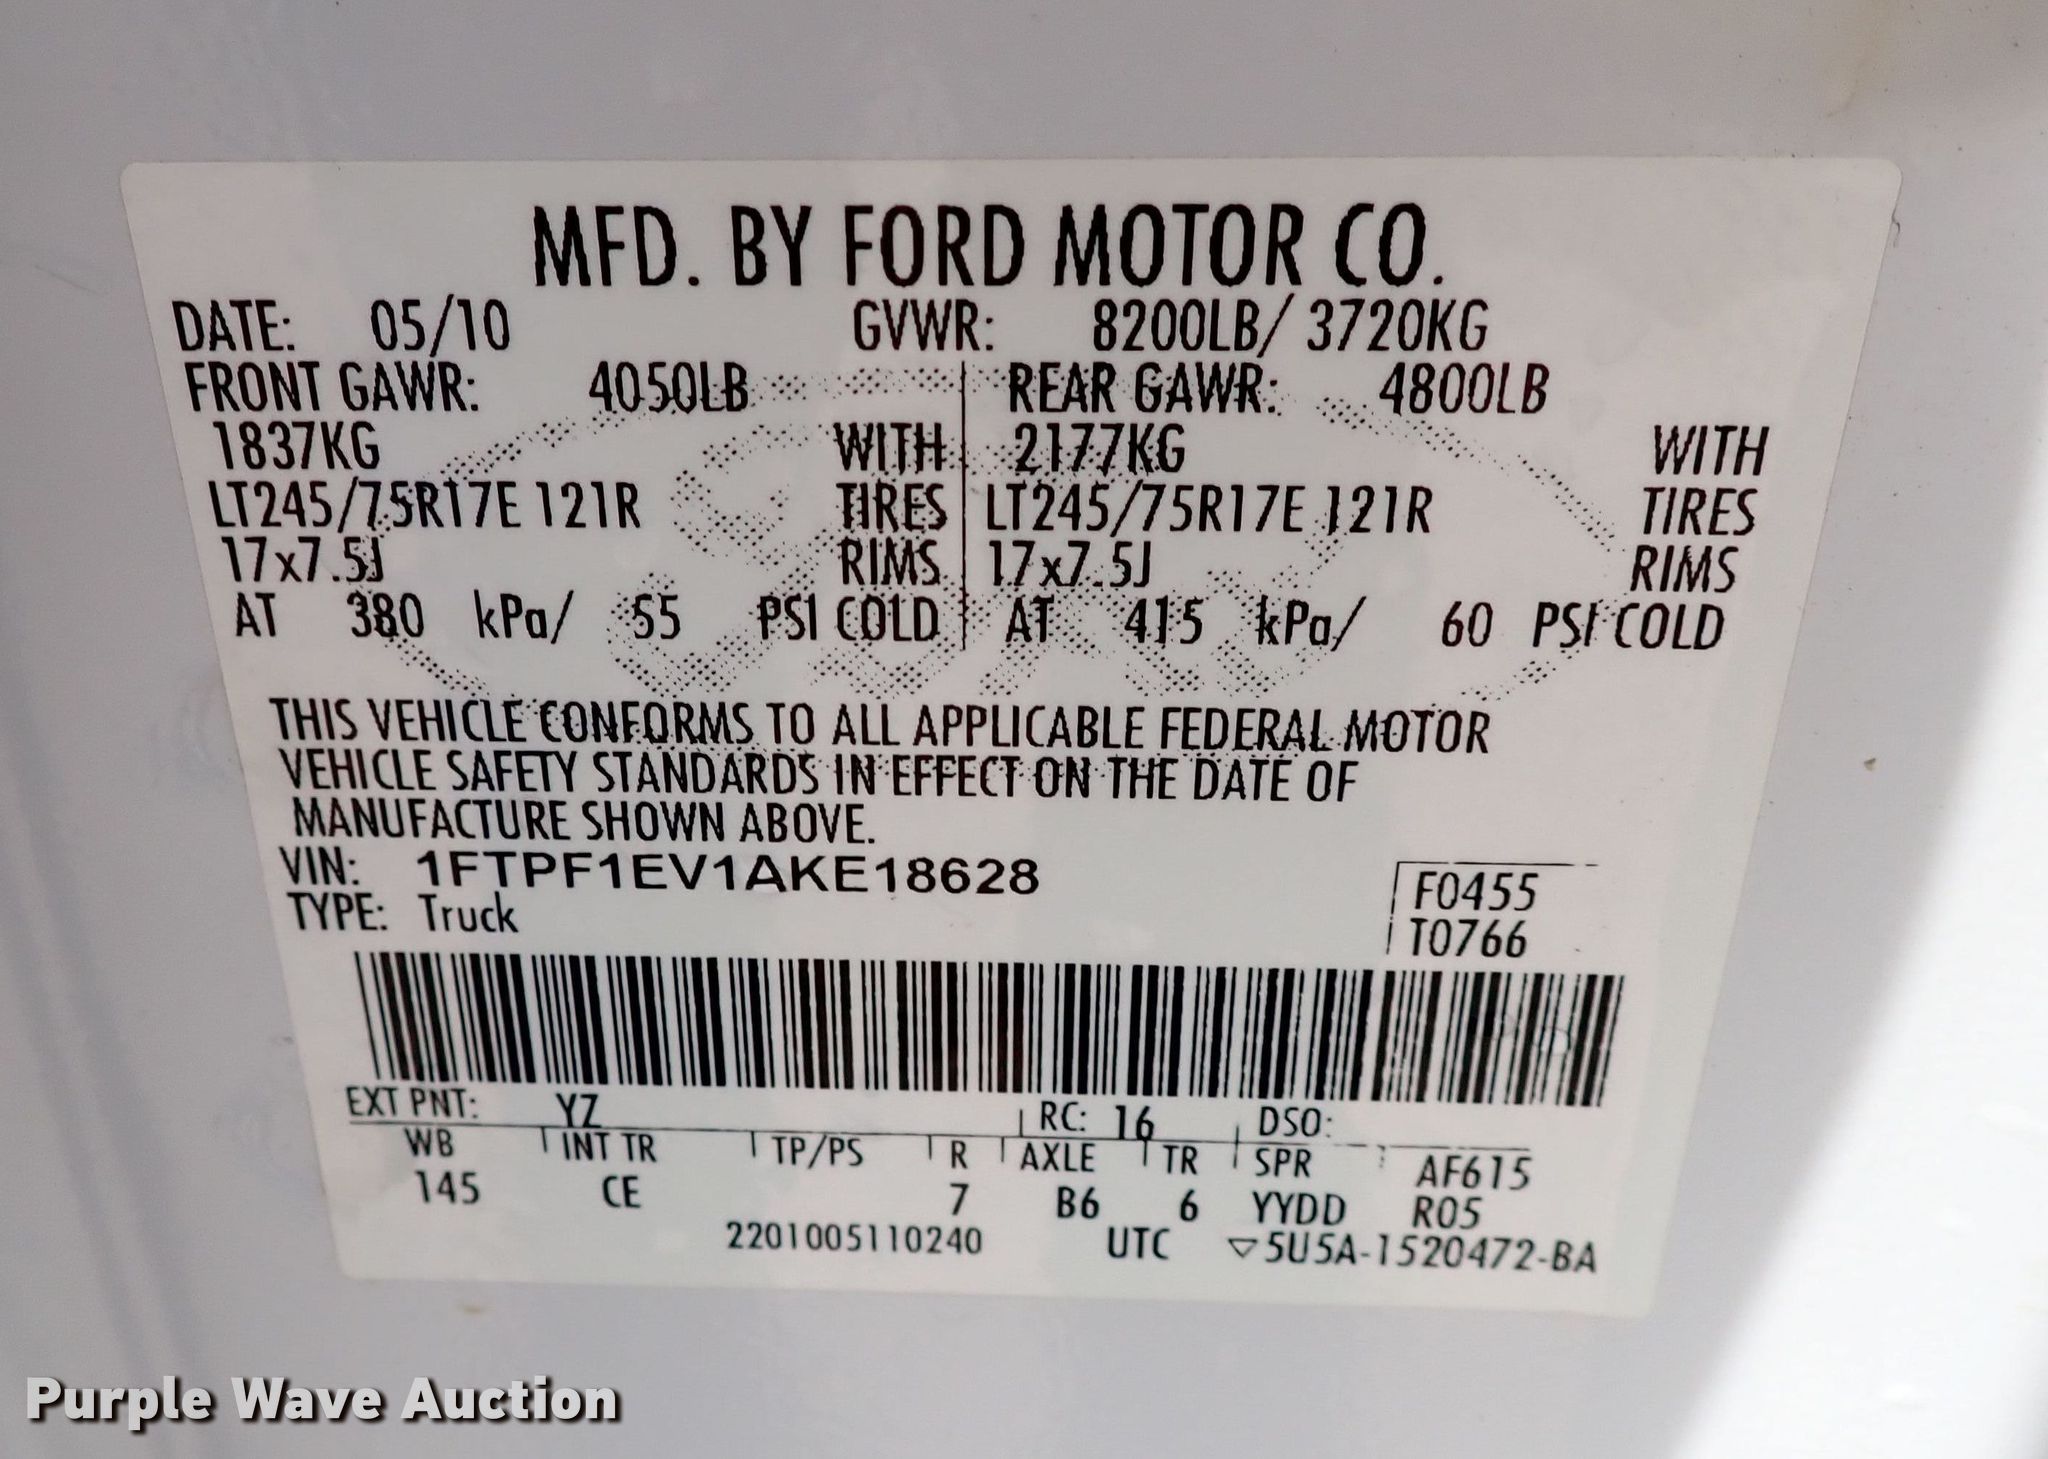 MFD. BY FORD MOTOR CO.
DATE: 05/10 GVWR: 8200LB/ 3720KG
FRONT GAWR: 4050LB REAR GAWR: 4800LB
1837KG WITH 2177KG WITH
LT245/75R17E 121R TIRES LT245/75R17E 121R TIRES
17x7.5J RIMS 17x7.5J RIMS
AT 380 kPa/ 55 PSI COLD AT 415 kPa/ 60 PSI COLD
THIS VEHICLE CONFORMS TO ALL APPLICABLE FEDERAL MOTOR
VEHICLE SAFETY STANDARDS IN EFFECT ON THE DATE OF
MANUFACTURE SHOWN ABOVE.
VIN: 1FTPF1EV1AKE18628
F0455
TYPE: Truck
T0766
EXT PNT: YZ RC: 16 DSO:
WB INT TR TP/PS R AXLE TR SPR AF615
145 CE 7 B6 6 YYDD R05
2201005110240 UTC ▽5U5A-1520472-BA
Purple Wave Auction